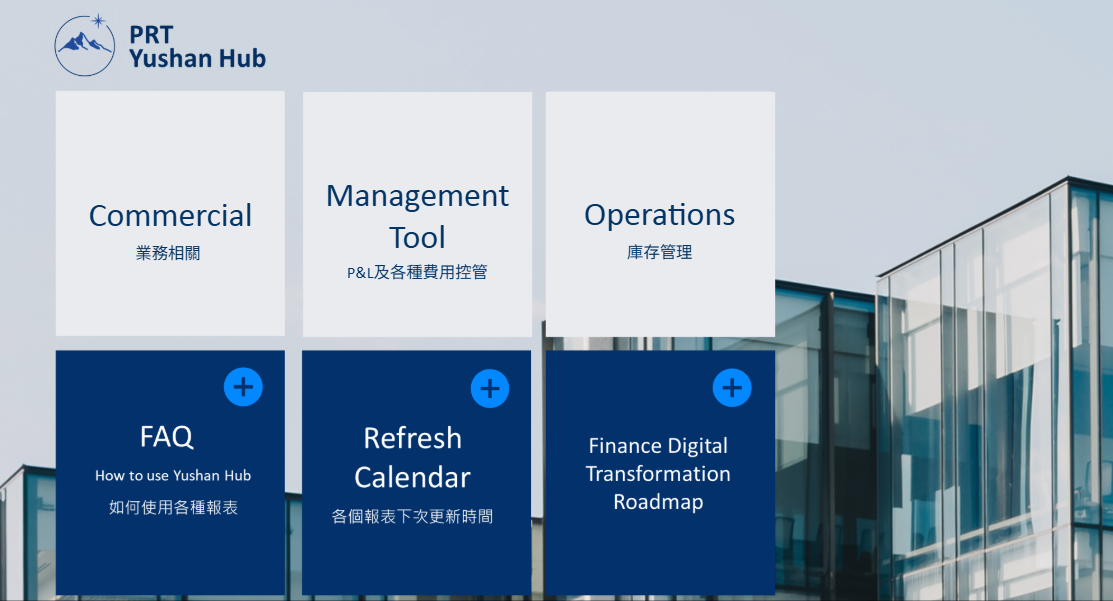 PRT
Yushan Hub
Commercial
業務相關
Management
Tool
P&L及各種費用控管
Operations
庫存管理
FAQ
How to use Yushan Hub
如何使用各種報表
Refresh
Calendar
各個報表下次更新時間
Finance Digital
Transformation
Roadmap